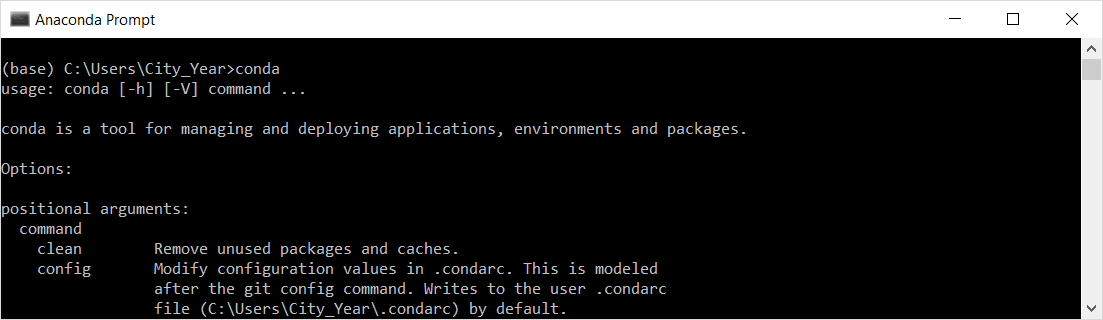 Anaconda Prompt
(base) C:\Users\City_Year>conda
usage: conda [-h] [-V] command ...
conda is a tool for managing and deploying applications, environments and packages.
Options:
positional arguments:
  command
    clean        Remove unused packages and caches.
    config       Modify configuration values in .condarc. This is modeled
                 after the git config command. Writes to the user .condarc
                 file (C:\Users\City_Year\.condarc) by default.